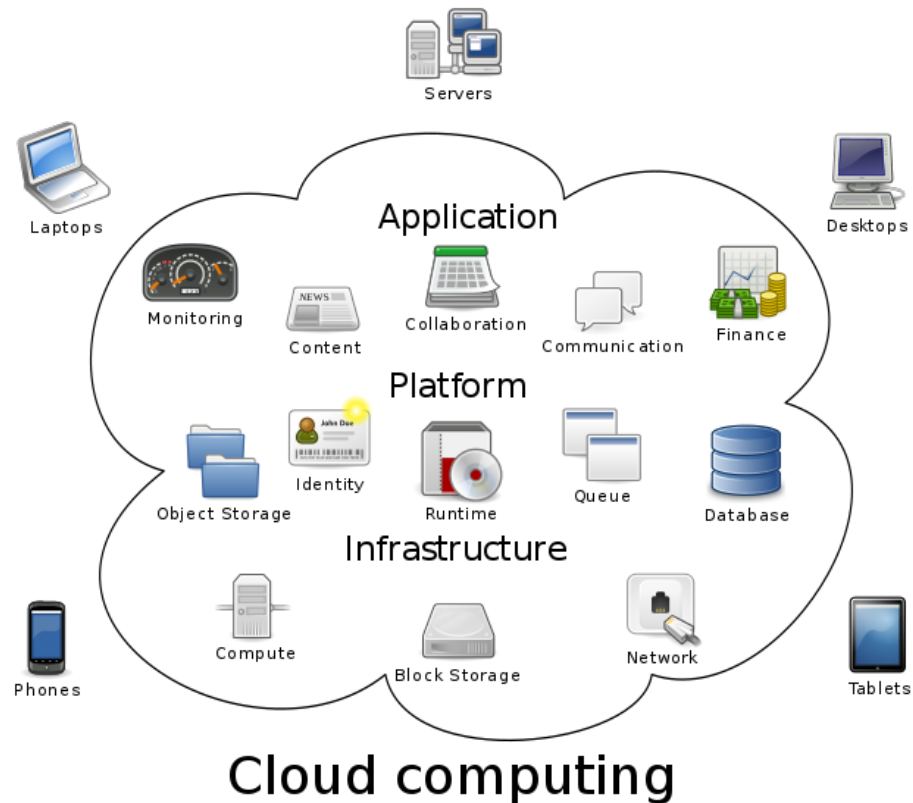 Servers
Laptops
Desktops
Application
Monitoring
NEWS
Content
Collaboration
Communication
Finance
Platform
Object Storage
John Doe
Identity
Runtime
Queue
Database
Infrastructure
Compute
Block Storage
Network
Phones
Tablets
Cloud computing